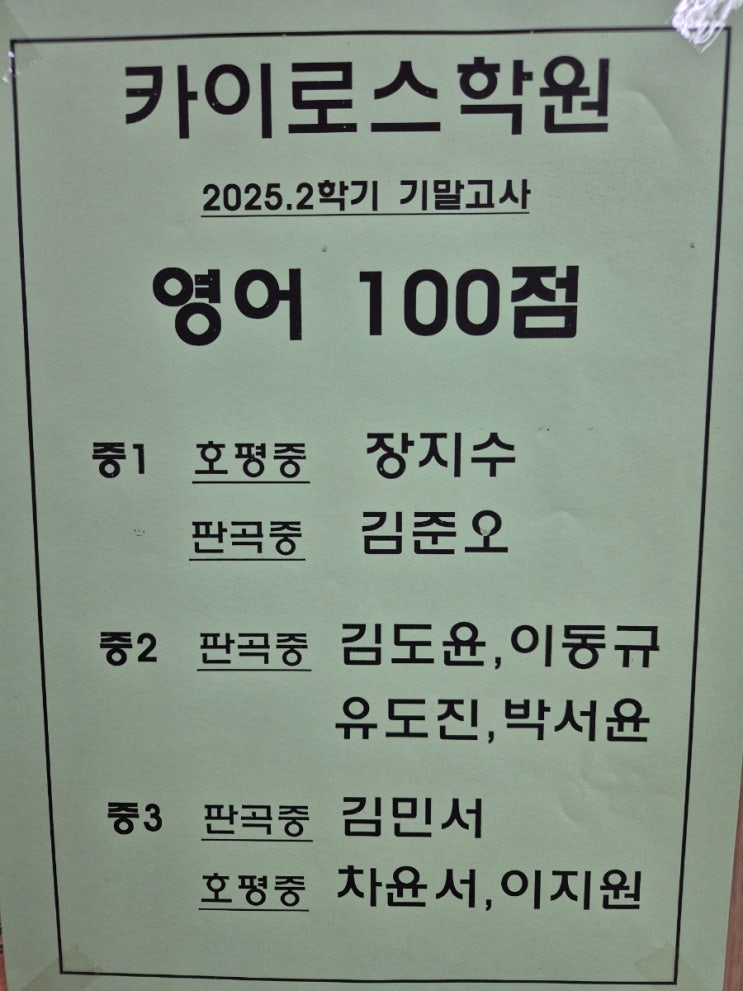 카이로스학원
2025.2학기 기말고사
영어 100점
중1 호평중 장지수
판곡중 김준오
중2 판곡중 김도윤,이동규
유도진,박서윤
중3 판곡중 김민서
호평중 차윤서,이지원